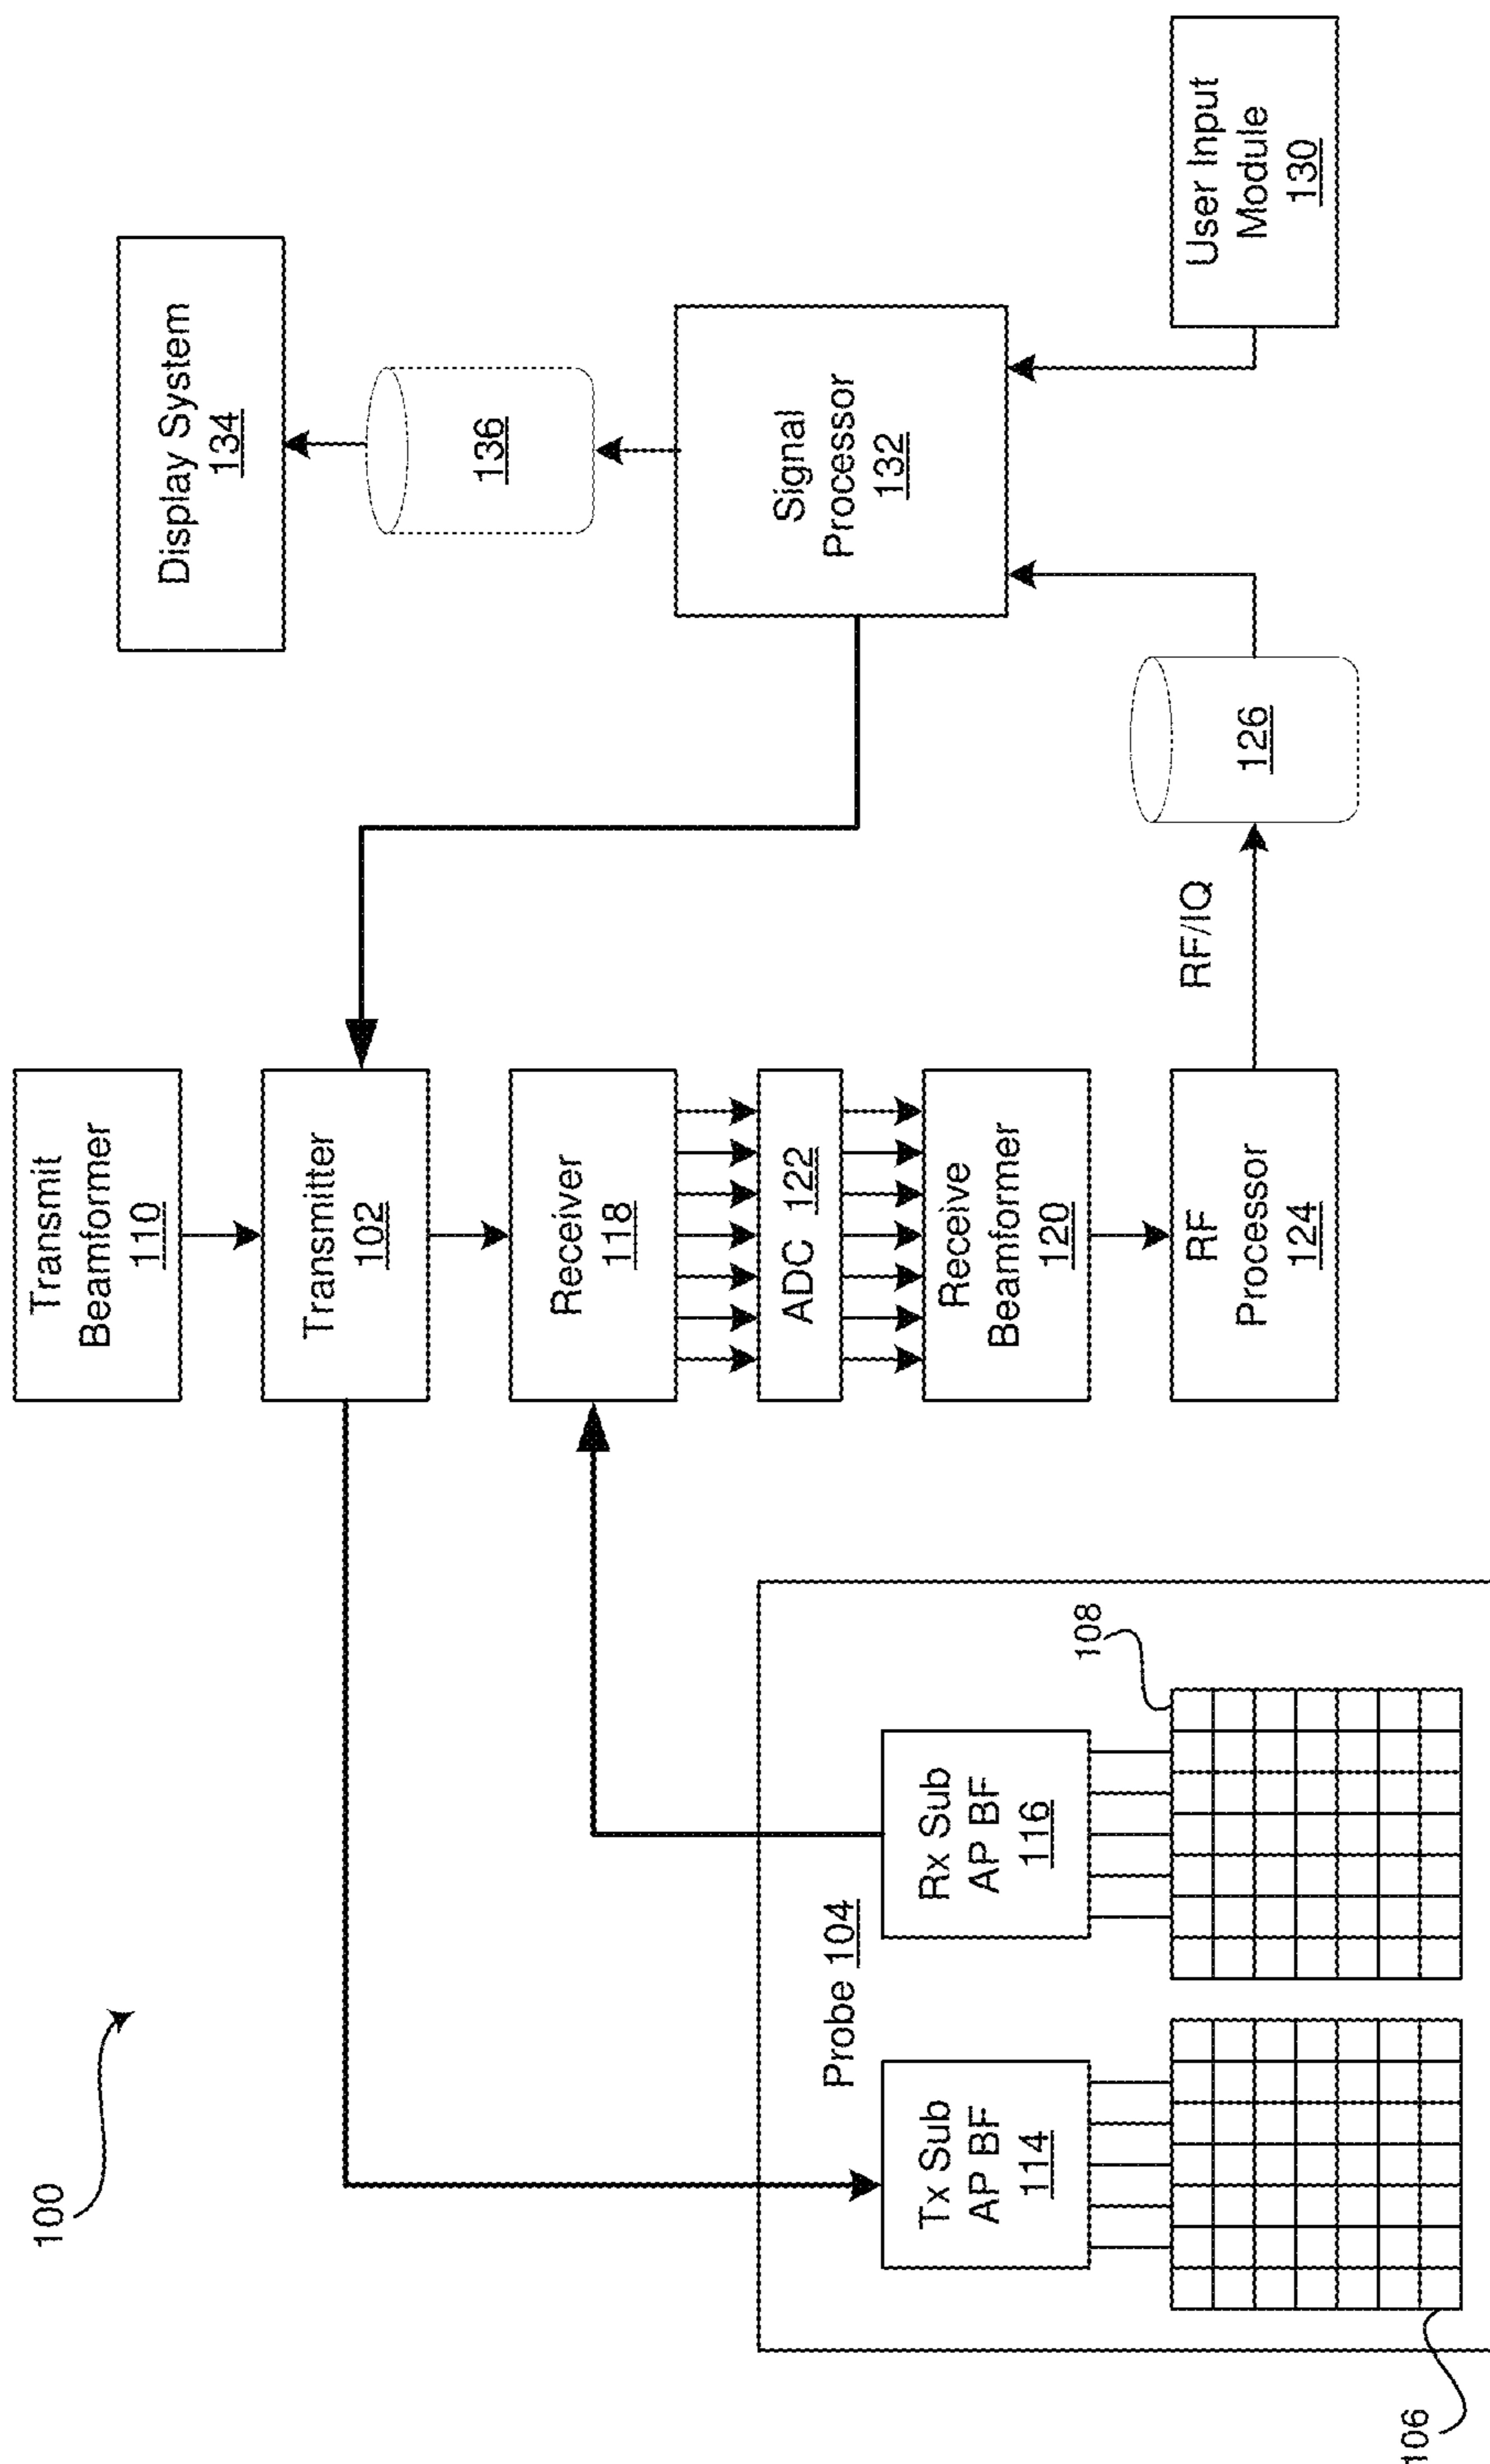 100
Transmit
Beamformer
110
Transmitter
102
Receiver
118
ADC 122
Receive
Beamformer
120
RF
Processor
124
RF/IQ
126
Display System
134
136
Signal
Processor
132
User Input
Module
130
Probe 104
Tx Sub
AP BF
114
Rx Sub
AP BF
116
106
108